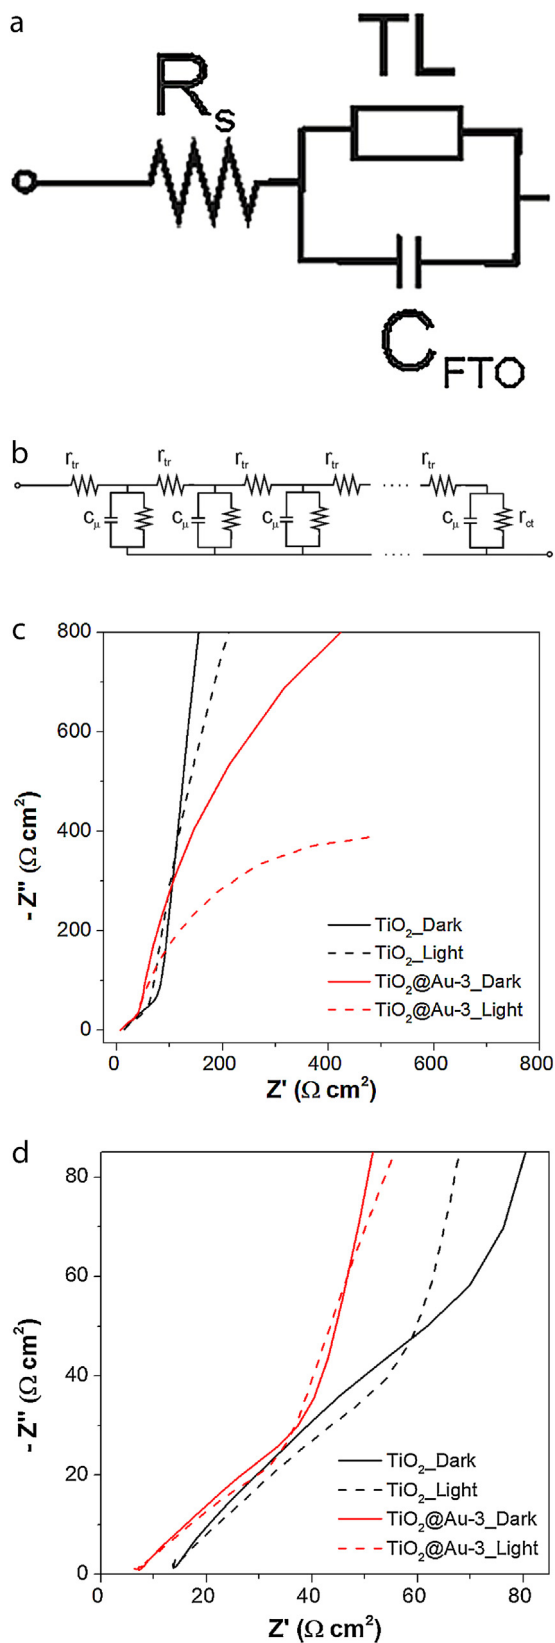 a
TL
Rs
CFTO
b
rtr rtr rtr rtr rtr
cμ cμ cμ cμ rct
c
800
600
400
200
0
- Z'' (Ω cm²)
TiO₂_Dark
TiO₂_Light
TiO₂@Au-3_Dark
TiO₂@Au-3_Light
0 200 400 600 800
Z' (Ω cm²)
d
80
60
40
20
0
- Z'' (Ω cm²)
TiO₂_Dark
TiO₂_Light
TiO₂@Au-3_Dark
TiO₂@Au-3_Light
0 20 40 60 80
Z' (Ω cm²)